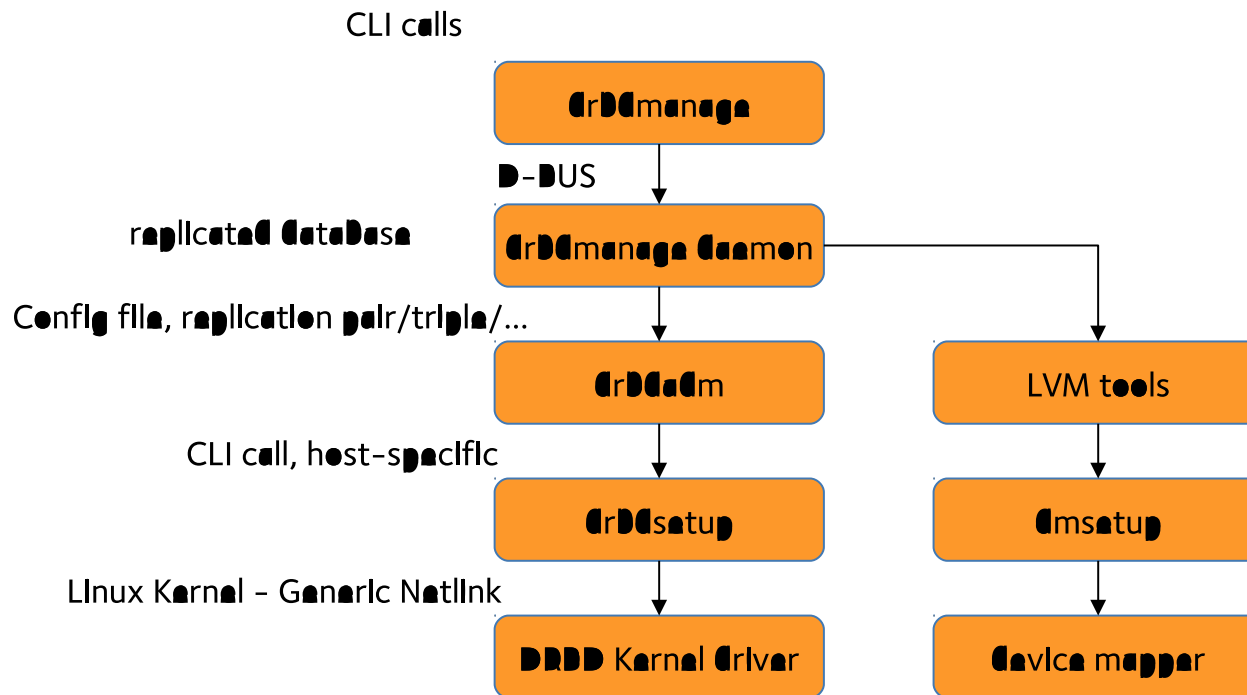 CLI calls
drbdmanage
D-BUS
replicated database
drbdmanage daemon
Config file, replication pair/triple/...
drbdadm
LVM tools
CLI call, host-specific
drbdsetup
dmsetup
Linux Kernel - Generic Netlink
DRBD Kernel driver
device mapper